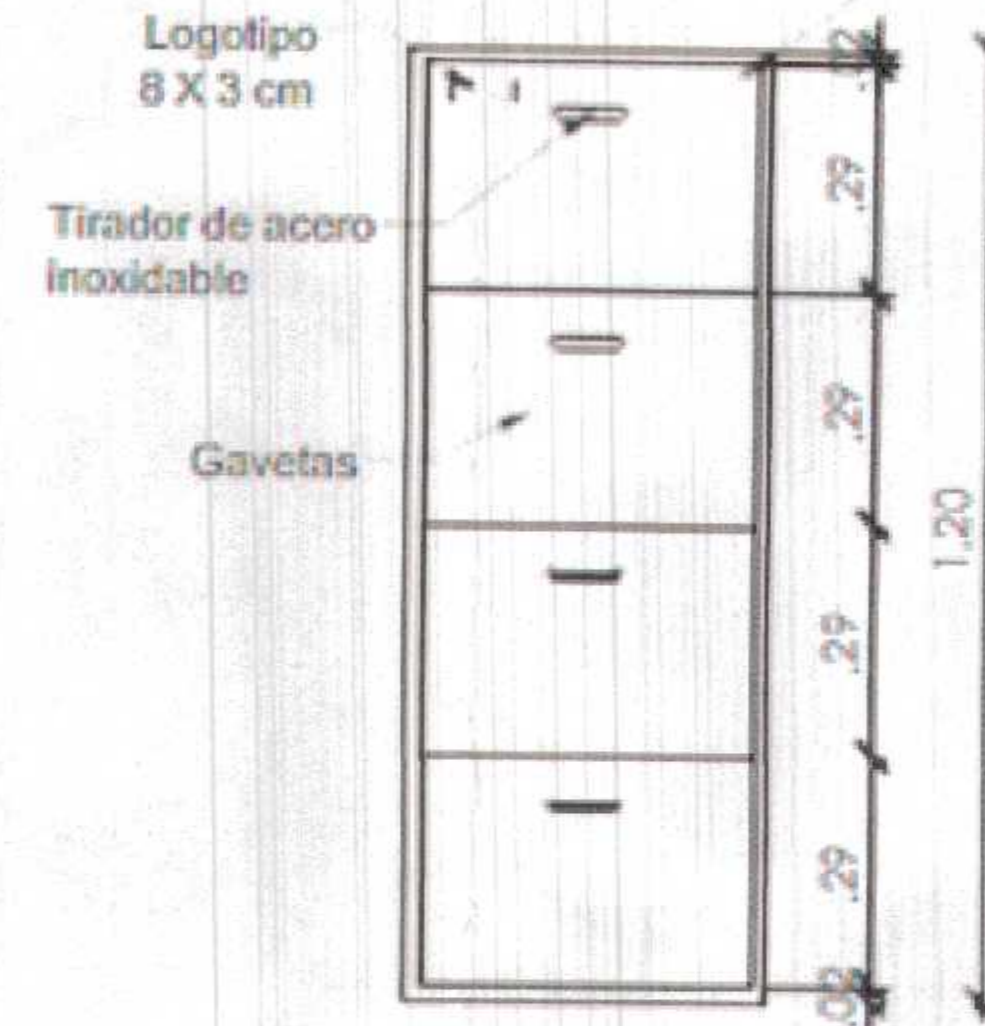 Logotipo
8 X 3 cm
Tirador de acero
inoxidable
Gavetas
.29
.29
.29
.29
1.20